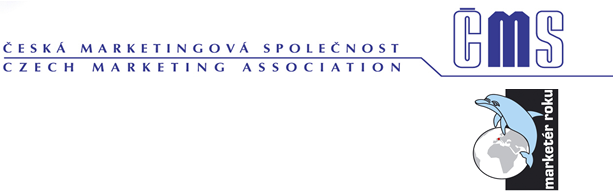 ČMS
ČESKÁ MARKETINGOVÁ SPOLEČNOST
CZECH MARKETING ASSOCIATION
marketér roku